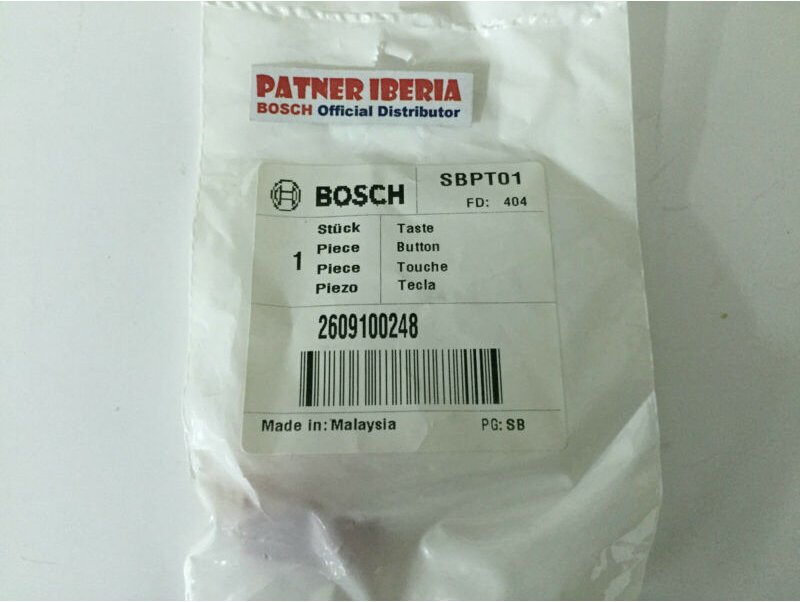 PATNER IBERIA
BOSCH Official Distributor
BOSCH
SBPT01
FD: 404
1
Stück
Piece
Piece
Piezo
Taste
Button
Touche
Tecla
2609100248
Made in: Malaysia
PG: SB